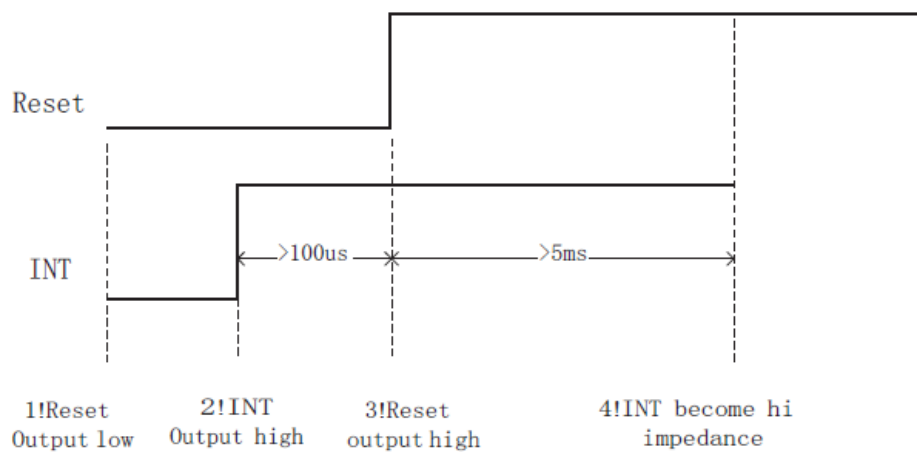 Reset
INT
>100us
>5ms
1!Reset
Output low
2!INT
Output high
3!Reset
output high
4!INT become hi
impedance